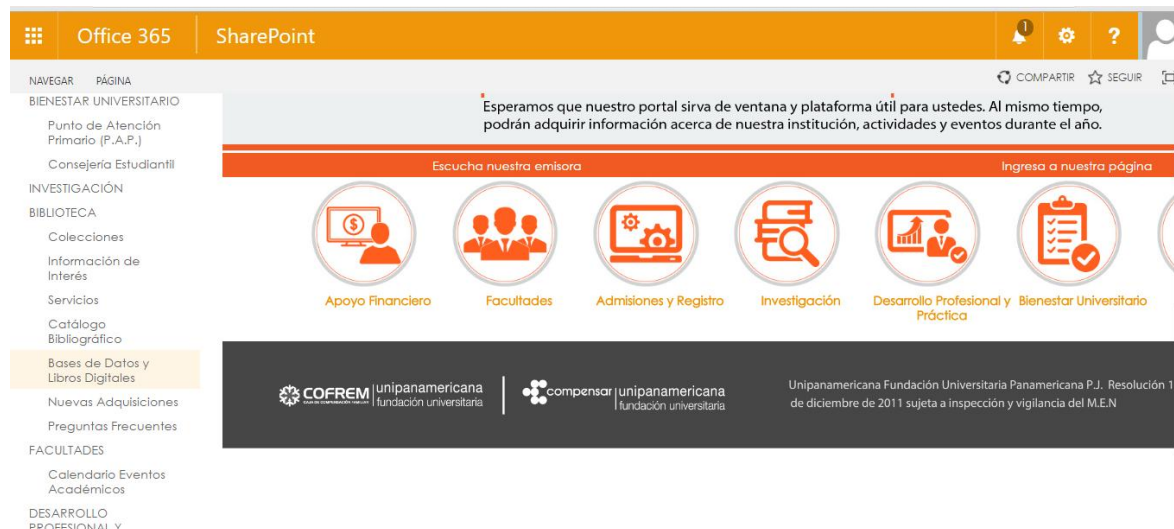 Office 365
SharePoint
1
?
NAVEGAR PÁGINA
COMPARTIR SEGUIR
BIENESTAR UNIVERSITARIO
Punto de Atención
Primario (P.A.P.)
Consejería Estudiantil
INVESTIGACIÓN
BIBLIOTECA
Colecciones
Información de
Interés
Servicios
Catálogo
Bibliográfico
Bases de Datos y
Libros Digitales
Nuevas Adquisiciones
Preguntas Frecuentes
FACULTADES
Calendario Eventos
Académicos
DESARROLLO
PROFESIONAL Y
Esperamos que nuestro portal sirva de ventana y plataforma útil para ustedes. Al mismo tiempo,
podrán adquirir información acerca de nuestra institución, actividades y eventos durante el año.
Escucha nuestra emisora
Ingresa a nuestra página
$
Apoyo Financiero
Facultades
Admisiones y Registro
Investigación
Desarrollo Profesional y
Práctica
Bienestar Universitario
COFREM
unipanamericana
fundación universitaria
compensar
unipanamericana
fundación universitaria
Unipanamericana Fundación Universitaria Panamericana P.J. Resolución 1
de diciembre de 2011 sujeta a inspección y vigilancia del M.E.N